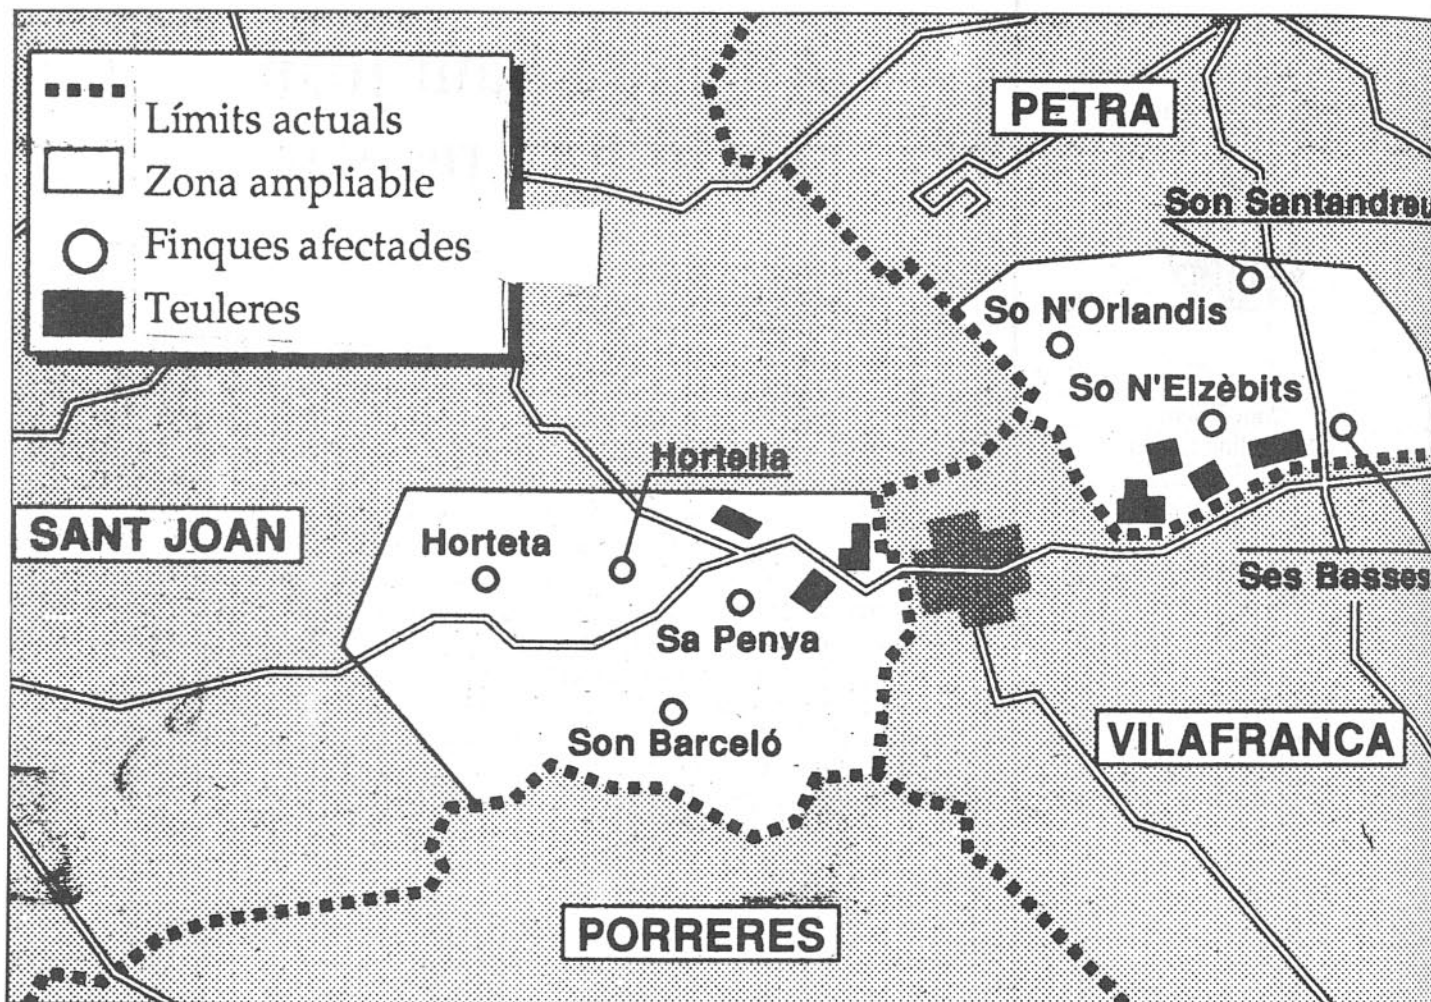 Límits actuals
Zona ampliable
Finques afectades
Teuleres
PETRA
Son Santandreu
So N'Orlandis
So N'Elzèbits
Hortella
SANT JOAN
Horteta
Ses Basses
Sa Penya
Son Barceló
VILAFRANCA
PORRERES